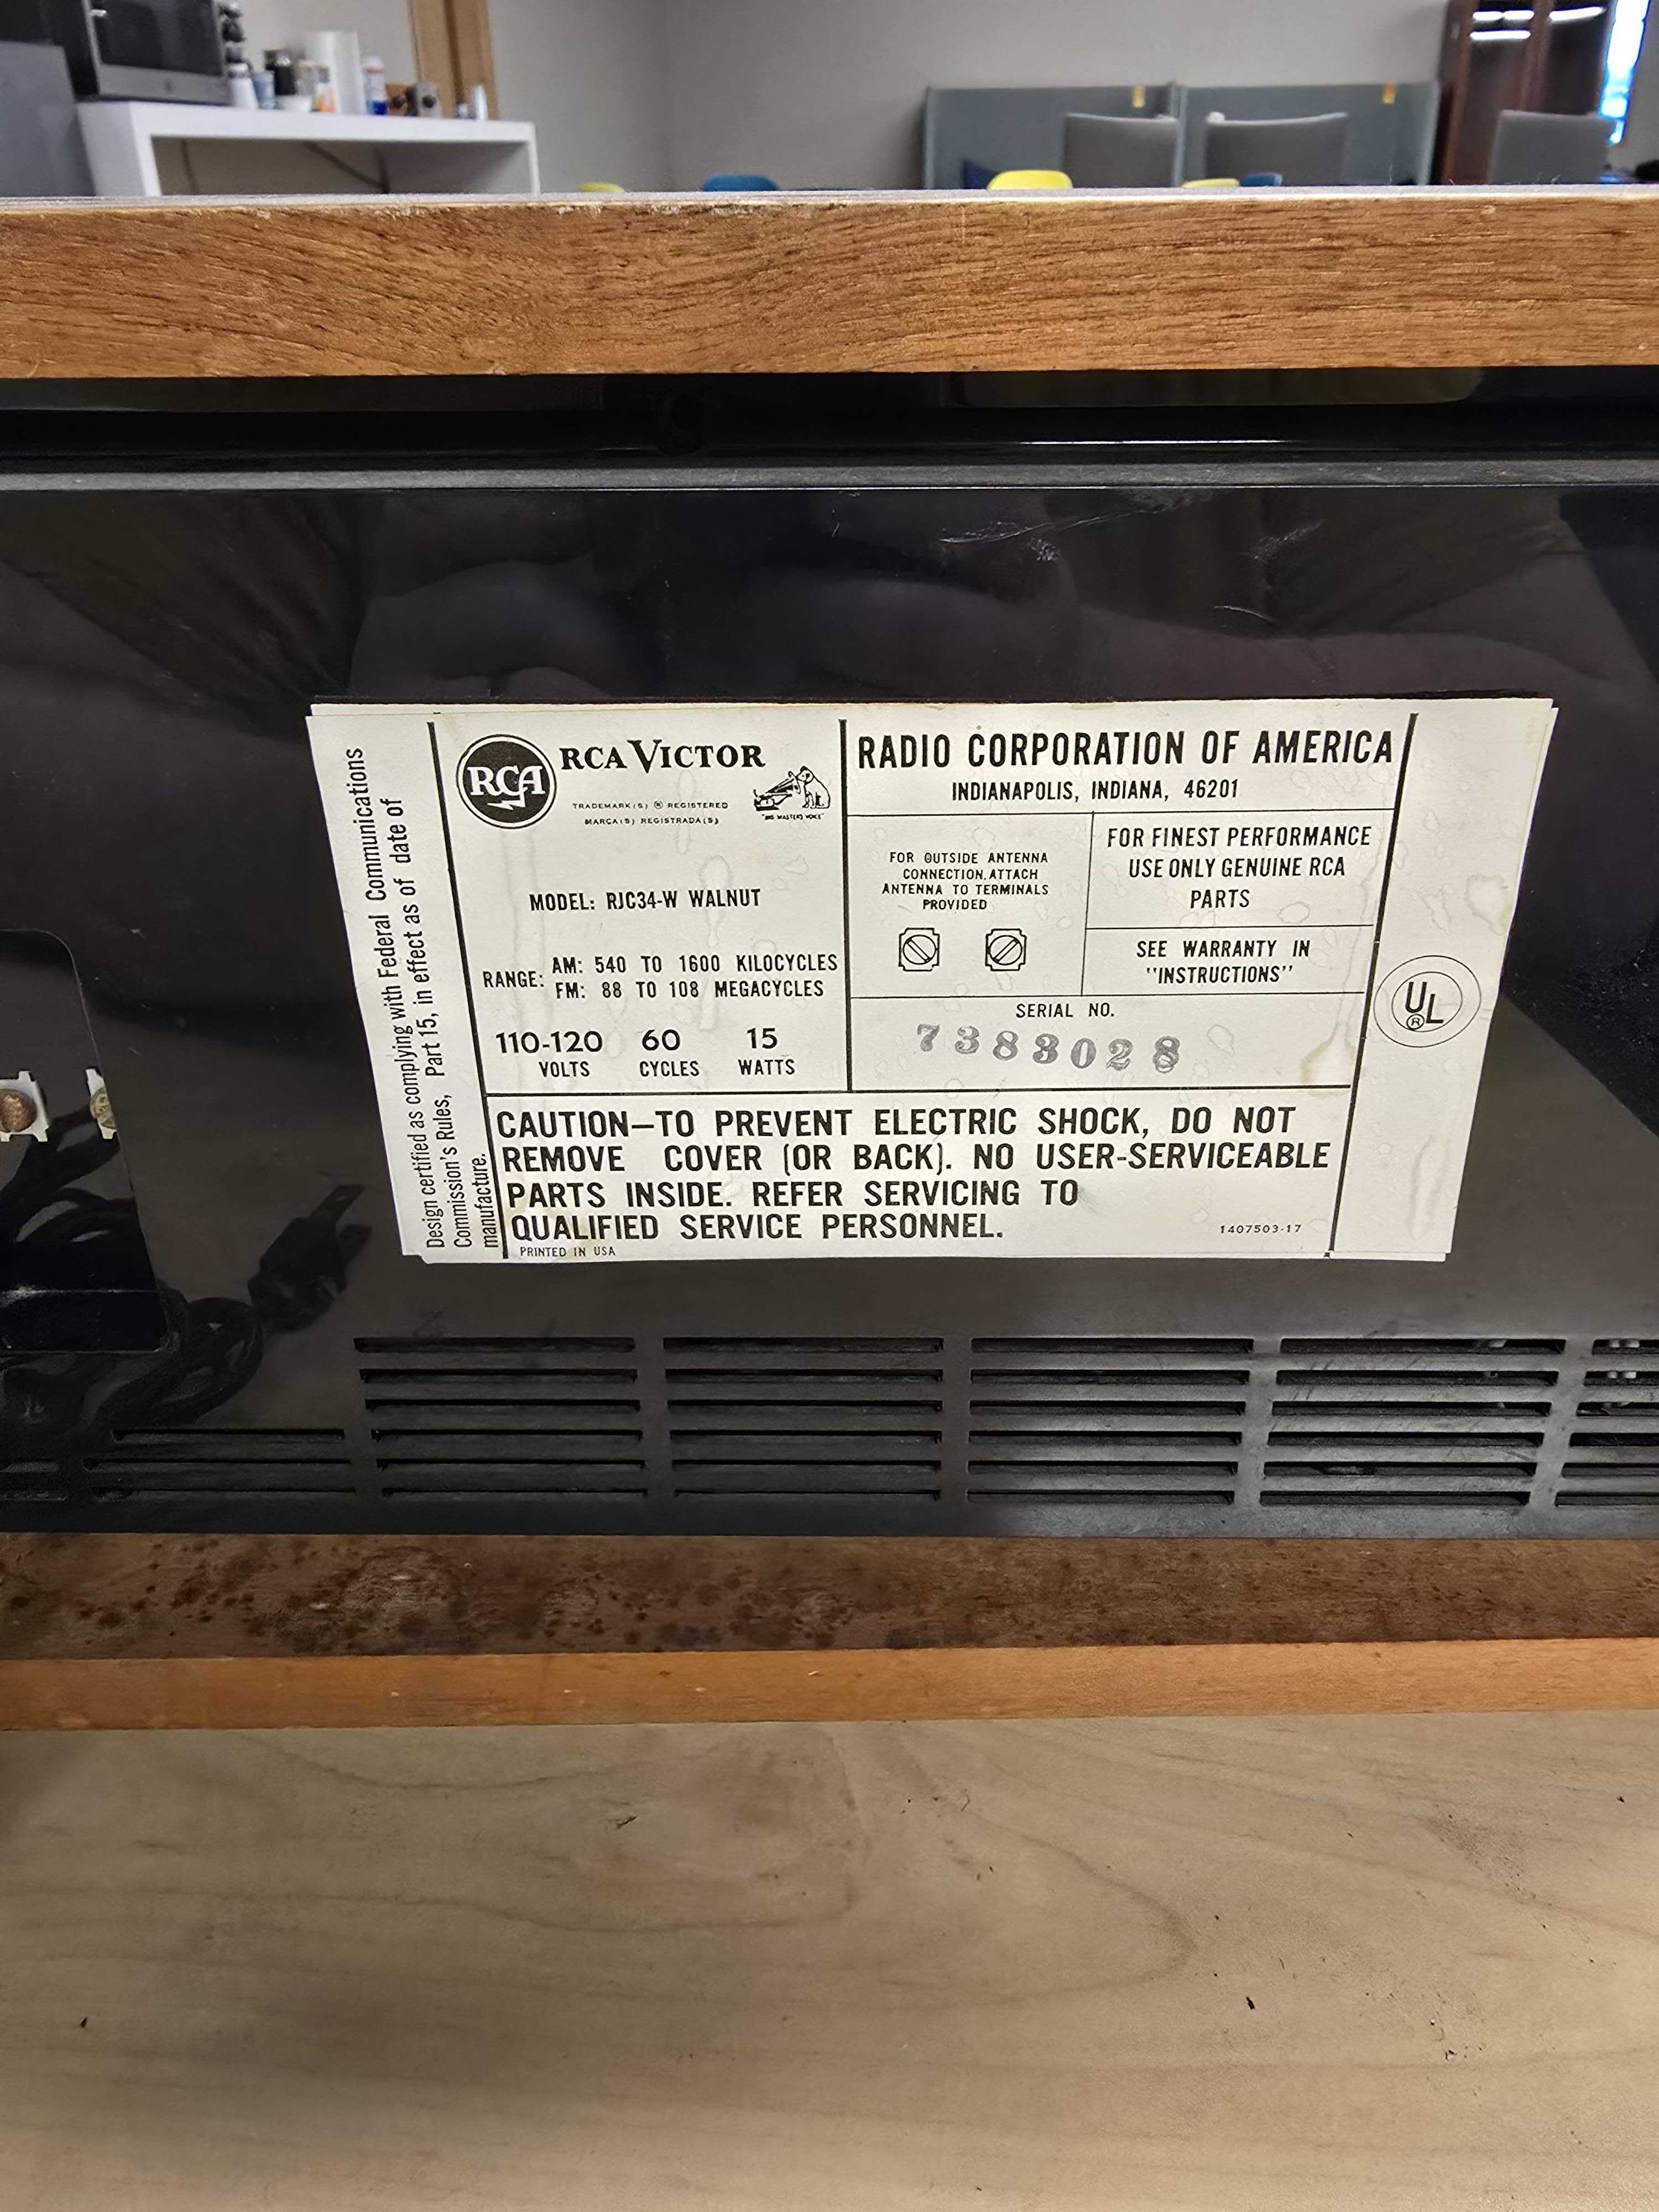 Design certified as complying with Federal Communications
Commission's Rules, Part 15, in effect as of date of
manufacture.
RCA
RCA VICTOR
TRADEMARK(S) ® REGISTERED
MARCA(S) REGISTRADA(S)
"HIS MASTER'S VOICE"
MODEL: RJC34-W WALNUT
RANGE: AM: 540 TO 1600 KILOCYCLES
FM: 88 TO 108 MEGACYCLES
110-120 60 15
VOLTS CYCLES WATTS
RADIO CORPORATION OF AMERICA
INDIANAPOLIS, INDIANA, 46201
FOR OUTSIDE ANTENNA
CONNECTION, ATTACH
ANTENNA TO TERMINALS
PROVIDED
FOR FINEST PERFORMANCE
USE ONLY GENUINE RCA
PARTS
SEE WARRANTY IN
"INSTRUCTIONS"
SERIAL NO.
7383028
UL
®
CAUTION—TO PREVENT ELECTRIC SHOCK, DO NOT
REMOVE COVER (OR BACK). NO USER-SERVICEABLE
PARTS INSIDE. REFER SERVICING TO
QUALIFIED SERVICE PERSONNEL.
PRINTED IN USA
1407503-17